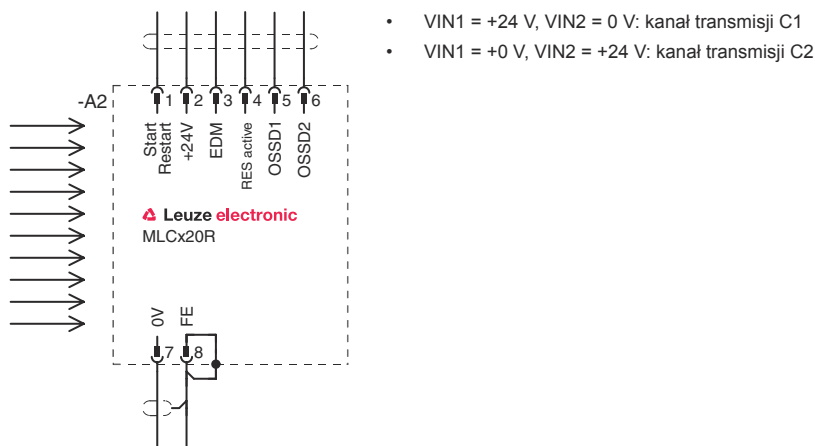 • VIN1 = +24 V, VIN2 = 0 V: kanał transmisji C1
• VIN1 = +0 V, VIN2 = +24 V: kanał transmisji C2
-A2
1 2 3 4 5 6
Start
Restart
+24V
EDM
RES active
OSSD1
OSSD2
Leuze electronic
MLCx20R
0V
FE
7 8